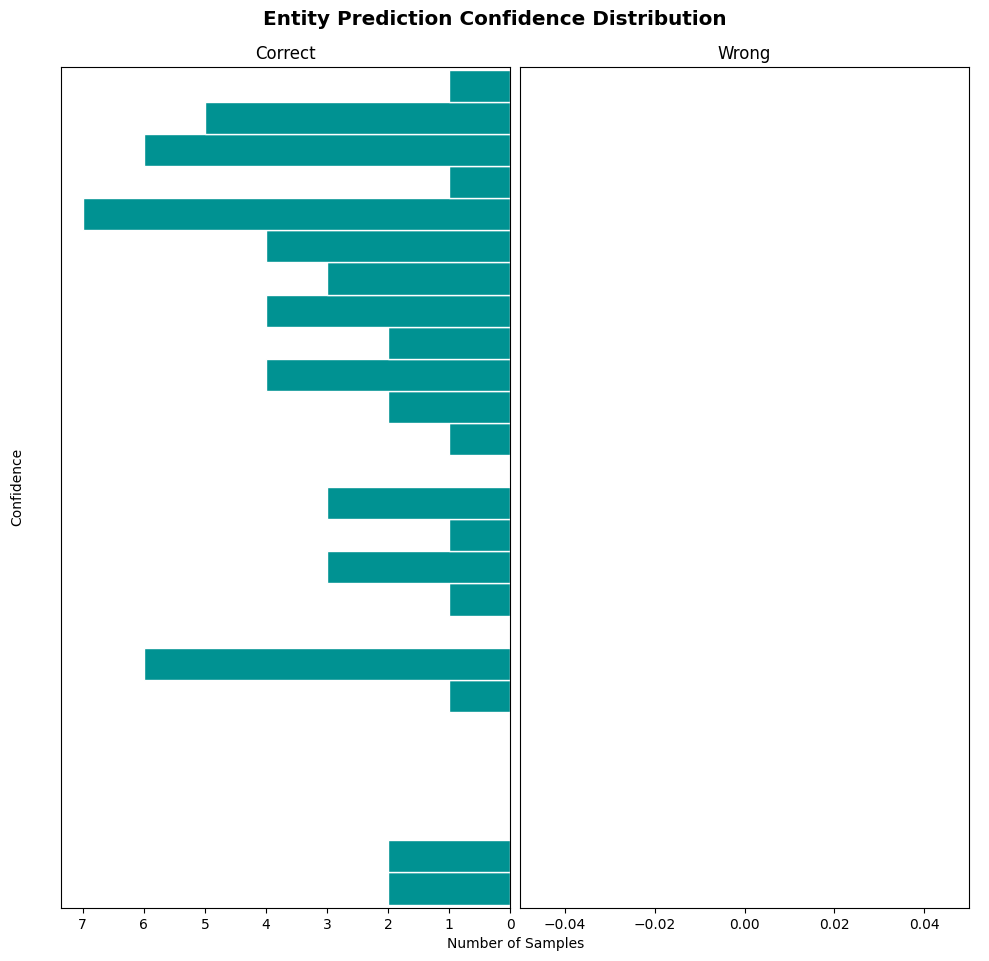 Entity Prediction Confidence Distribution
Correct
Wrong
Confidence
7 6 5 4 3 2 1 0
−0.04 −0.02 0.00 0.02 0.04
Number of Samples